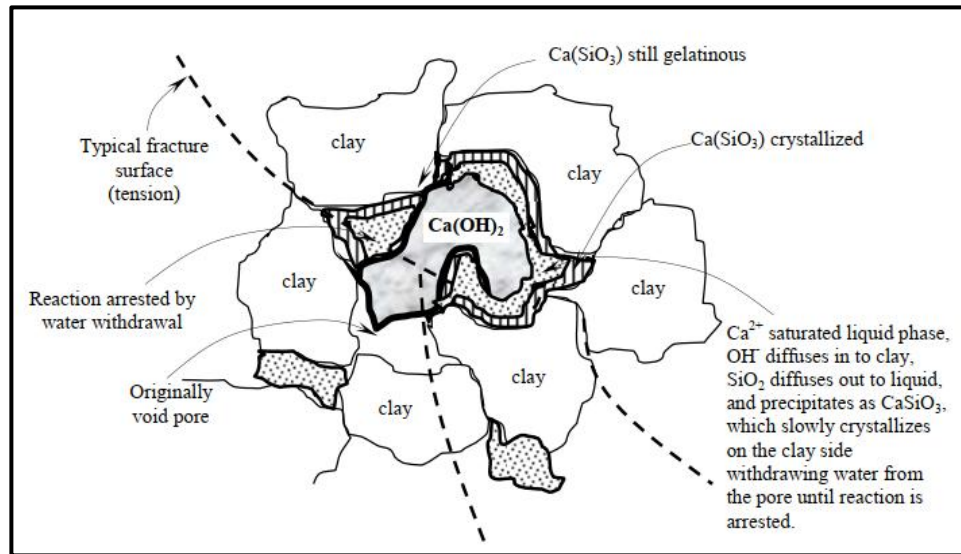 Ca(SiO₃) still gelatinous
Typical fracture
surface
(tension)
clay
Ca(SiO₃) crystallized
clay
Ca(OH)₂
clay
clay
Reaction arrested by
water withdrawal
Originally
void pore
clay
clay
Ca²⁺ saturated liquid phase,
OH⁻ diffuses in to clay,
SiO₂ diffuses out to liquid,
and precipitates as CaSiO₃,
which slowly crystallizes
on the clay side
withdrawing water from
the pore until reaction is
arrested.